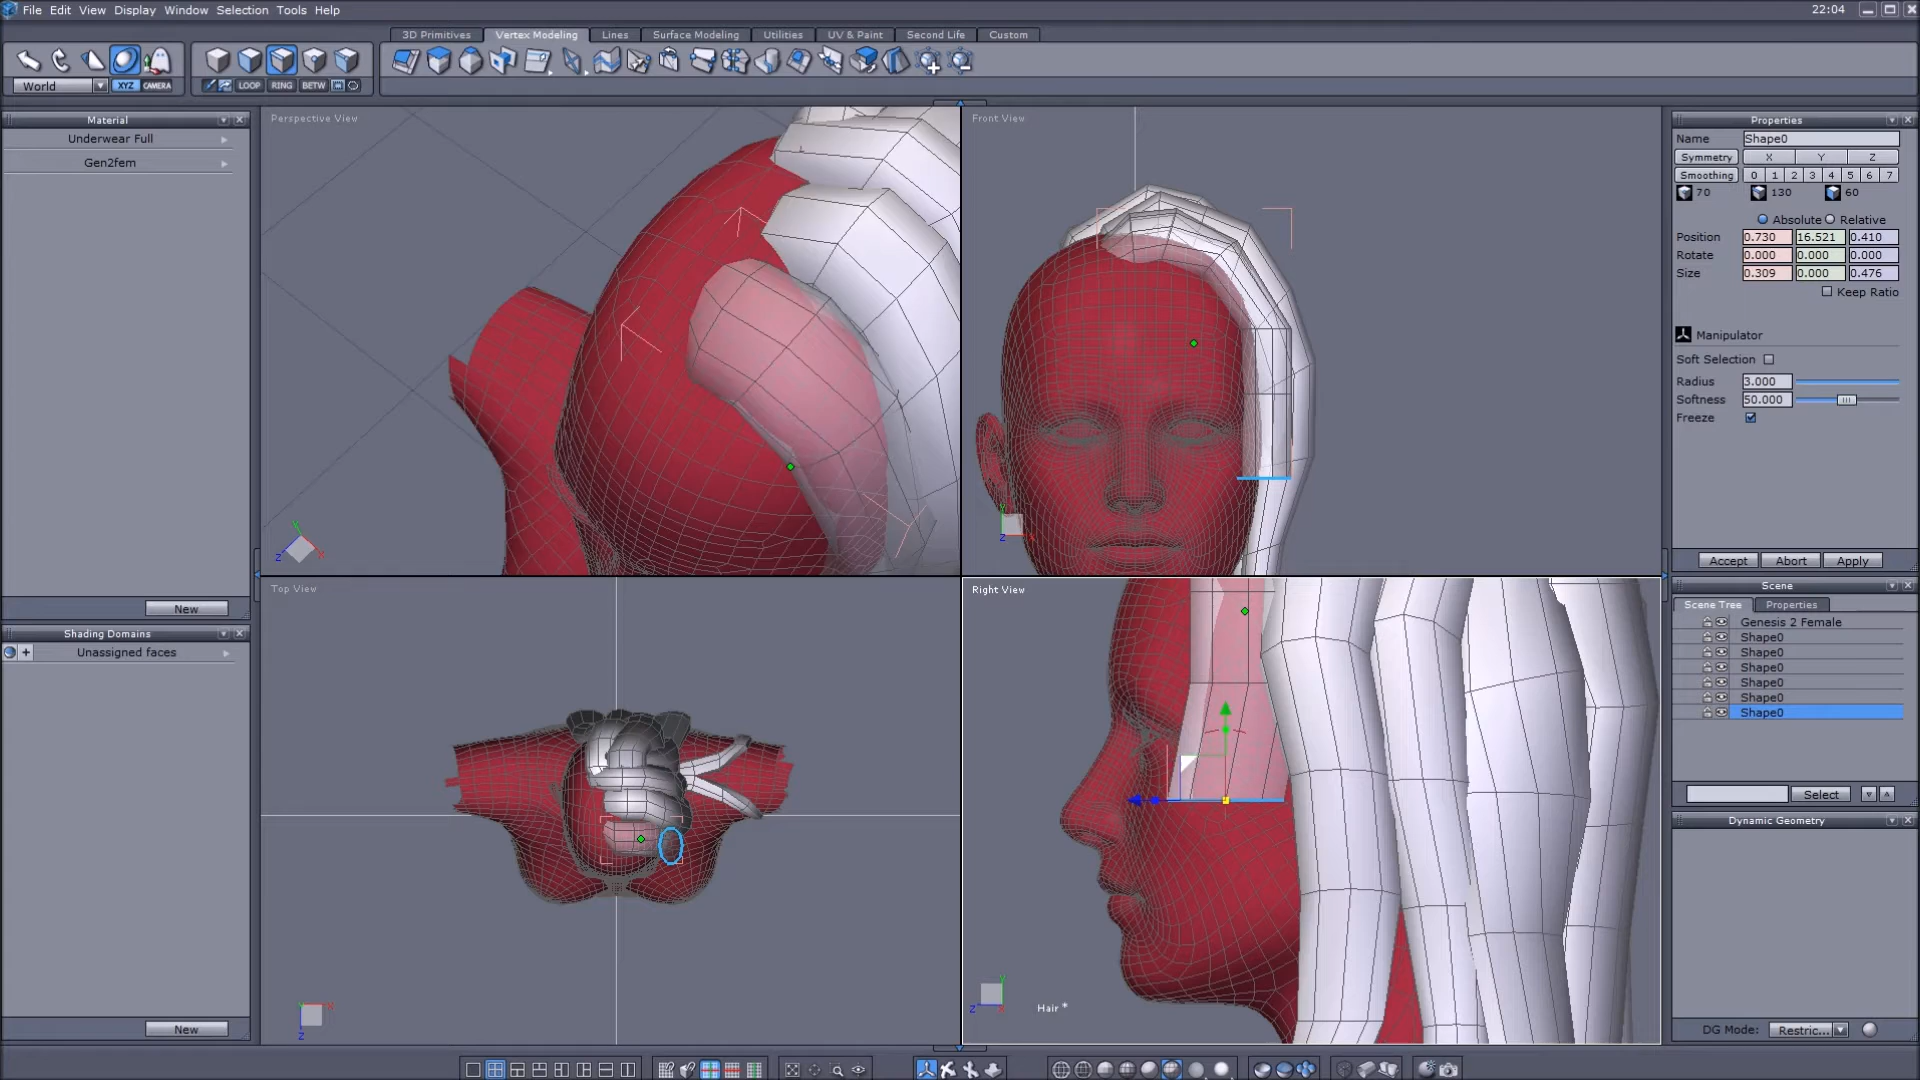 File Edit View Display Window Selection Tools Help
22:04
3D Primitives Vertex Modeling Lines Surface Modeling Utilities UV & Paint Second Life Custom
World XYZ CAMERA
LOOP RING BETW
Material
Underwear Full
Gen2fem
New
Shading Domains
+ Unassigned faces
New
Perspective View
Y
Z X
Front View
Y
Z
Top View
X
Z
Right View
Y
Z
Hair *
Properties
Name Shape0
Symmetry X Y Z
Smoothing 0 1 2 3 4 5 6 7
70 130 60
Absolute Relative
Position 0.730 16.521 0.410
Rotate 0.000 0.000 0.000
Size 0.309 0.000 0.476
Keep Ratio
Manipulator
Soft Selection
Radius 3.000
Softness 50.000
Freeze
Accept Abort Apply
Scene
Scene Tree Properties
Genesis 2 Female
Shape0
Shape0
Shape0
Shape0
Shape0
Shape0
Select
Dynamic Geometry
DG Mode: Restric...